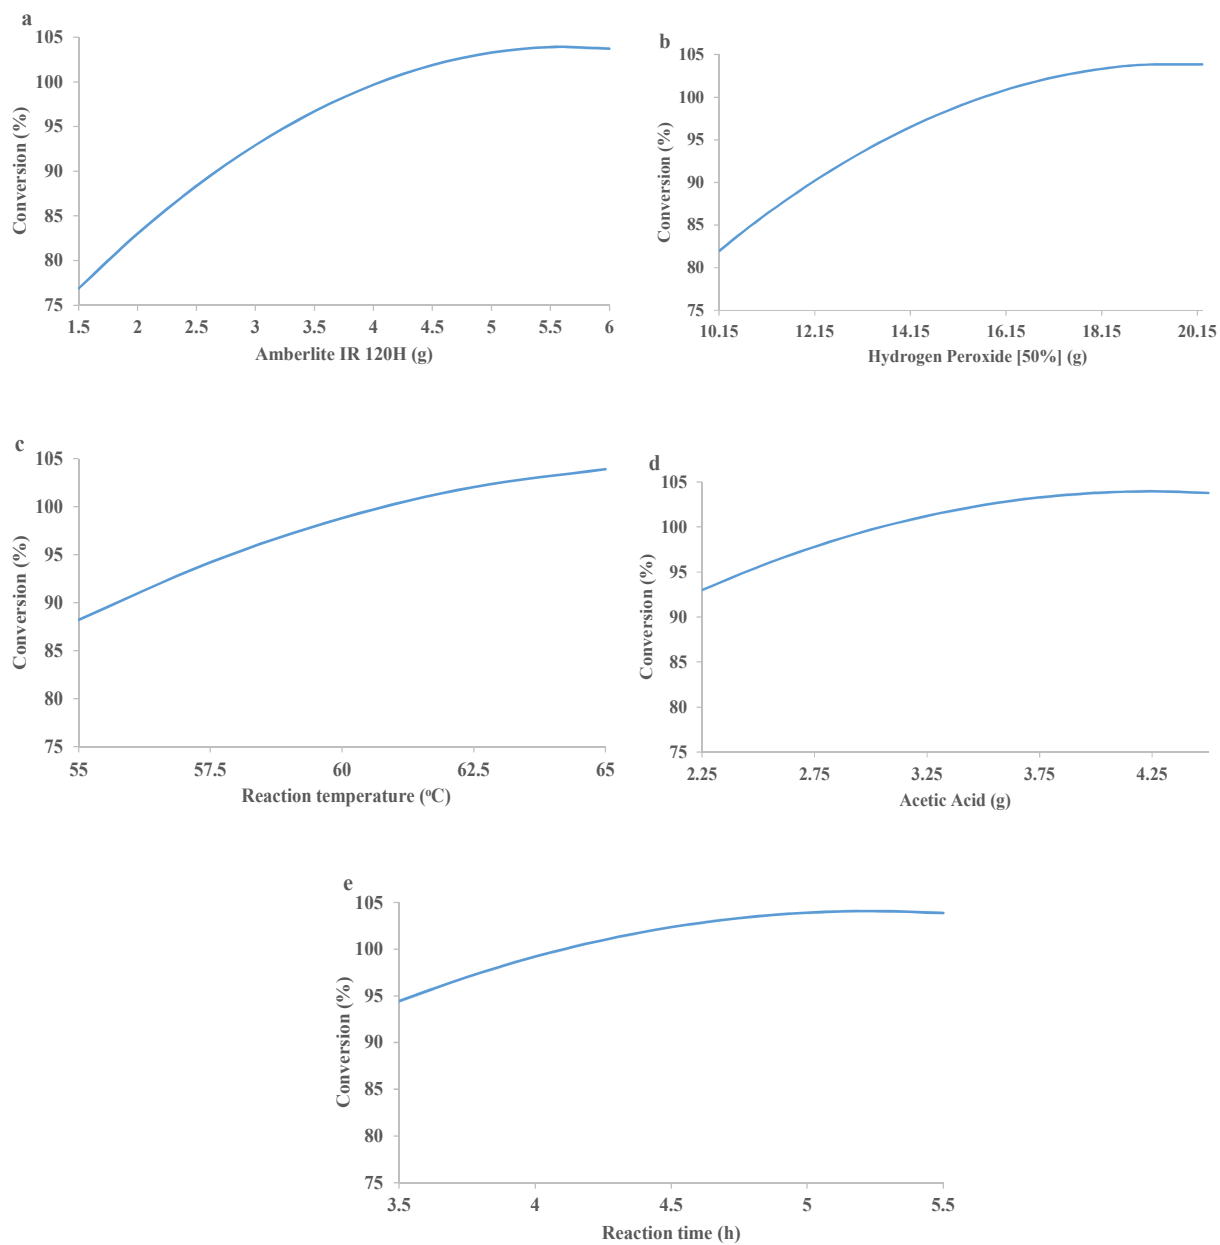 a
105
100
95
90
85
80
75
Conversion (%)
1.5 2 2.5 3 3.5 4 4.5 5 5.5 6
Amberlite IR 120H (g)
b
105
100
95
90
85
80
75
Conversion (%)
10.15 12.15 14.15 16.15 18.15 20.15
Hydrogen Peroxide [50%] (g)
c
105
100
95
90
85
80
75
Conversion (%)
55 57.5 60 62.5 65
Reaction temperature (ºC)
d
105
100
95
90
85
80
75
Conversion (%)
2.25 2.75 3.25 3.75 4.25
Acetic Acid (g)
e
105
100
95
90
85
80
75
Conversion (%)
3.5 4 4.5 5 5.5
Reaction time (h)